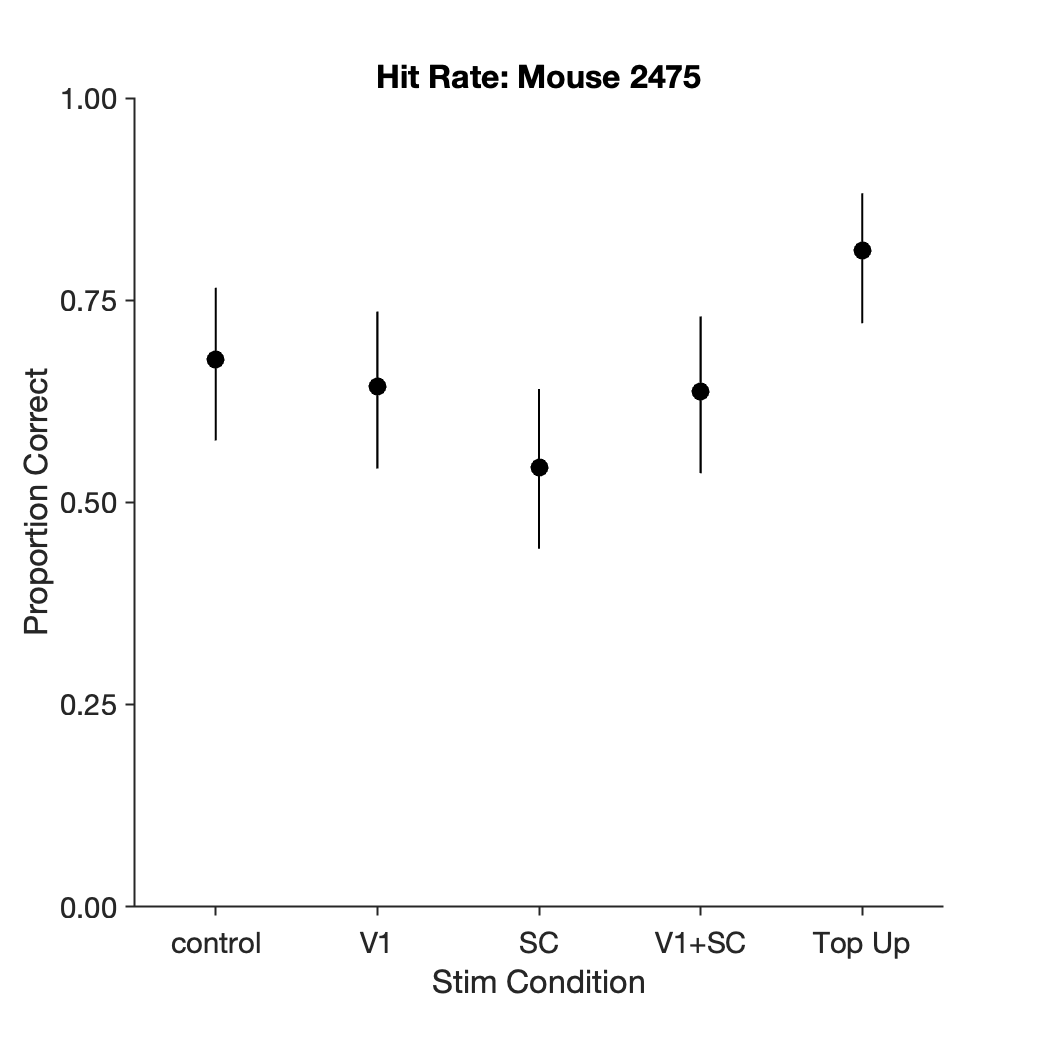 Hit Rate: Mouse 2475
1.00
0.75
0.50
0.25
0.00
Proportion Correct
control V1 SC V1+SC Top Up
Stim Condition